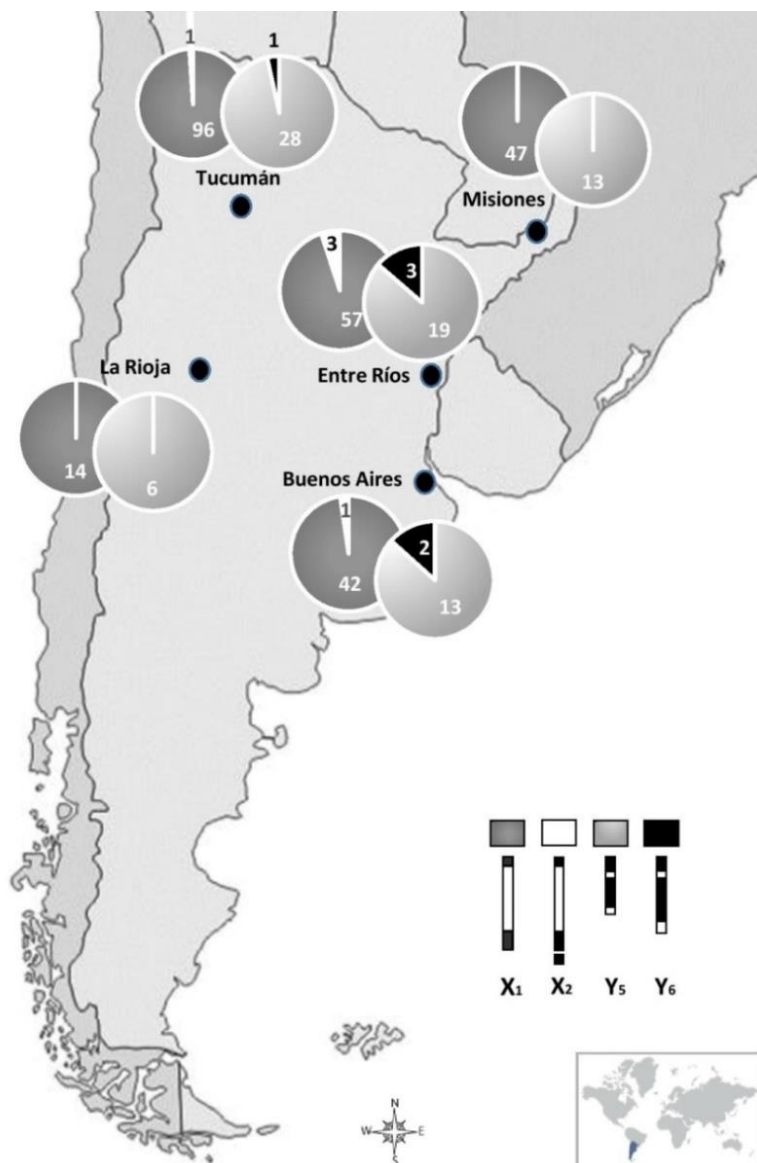 1
96
1
28
Tucumán
47
13
Misiones
3
57
3
19
La Rioja
Entre Ríos
14
6
Buenos Aires
1
42
2
13
X1 X2 Y5 Y6
N
W E
S